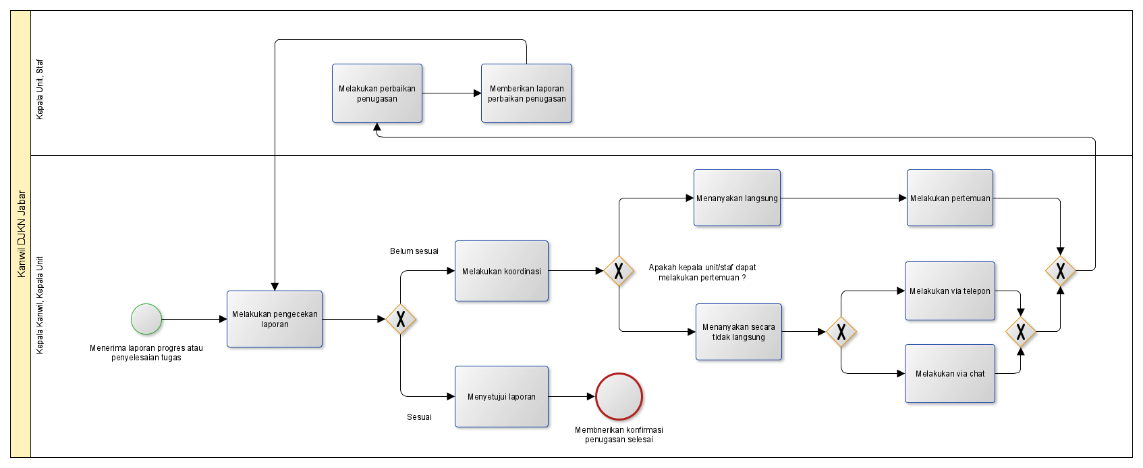 Kanwil DJKN Jabar
Kepala Unit, Staf
Melakukan perbaikan
penugasan
Memberikan laporan
perbaikan penugasan
Kepala Kanwil, Kepala Unit
Menerima laporan progres atau
penyelesaian tugas
Melakukan pengecekan
laporan
X
Belum sesuai
Sesuai
Melakukan koordinasi
Menyetujui laporan
Membnerikan konfirmasi
penugasan selesai
X
Apakah kepala unit/staf dapat
melakukan pertemuan ?
Menanyakan langsung
Melakukan pertemuan
Menanyakan secara
tidak langsung
X
Melakukan via telepon
Melakukan via chat
X
X